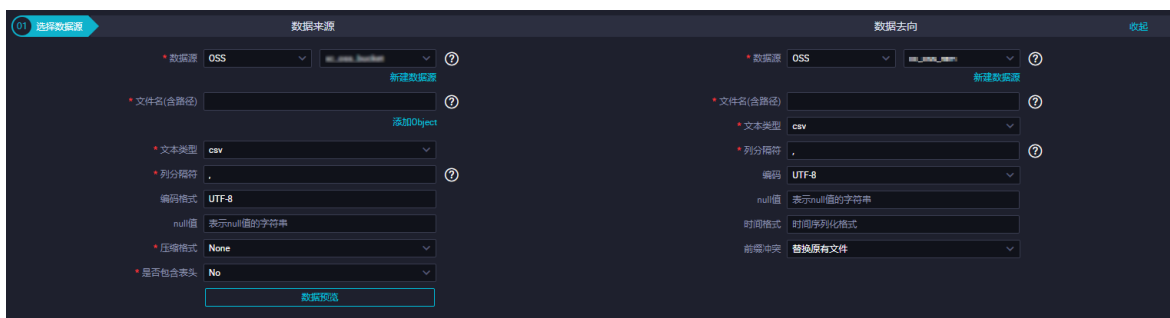 01 选择数据源
数据来源
数据去向
收起
* 数据源 OSS
?
新建数据源
* 文件名(含路径)
?
添加Object
* 文本类型 csv
* 列分隔符 ,
?
编码格式 UTF-8
null值 表示null值的字符串
* 压缩格式 None
* 是否包含表头 No
数据预览
* 数据源 OSS
?
新建数据源
* 文件名(含路径)
?
* 文本类型 csv
* 列分隔符 ,
?
编码 UTF-8
null值 表示null值的字符串
时间格式 时间序列化格式
前缀冲突 替换原有文件